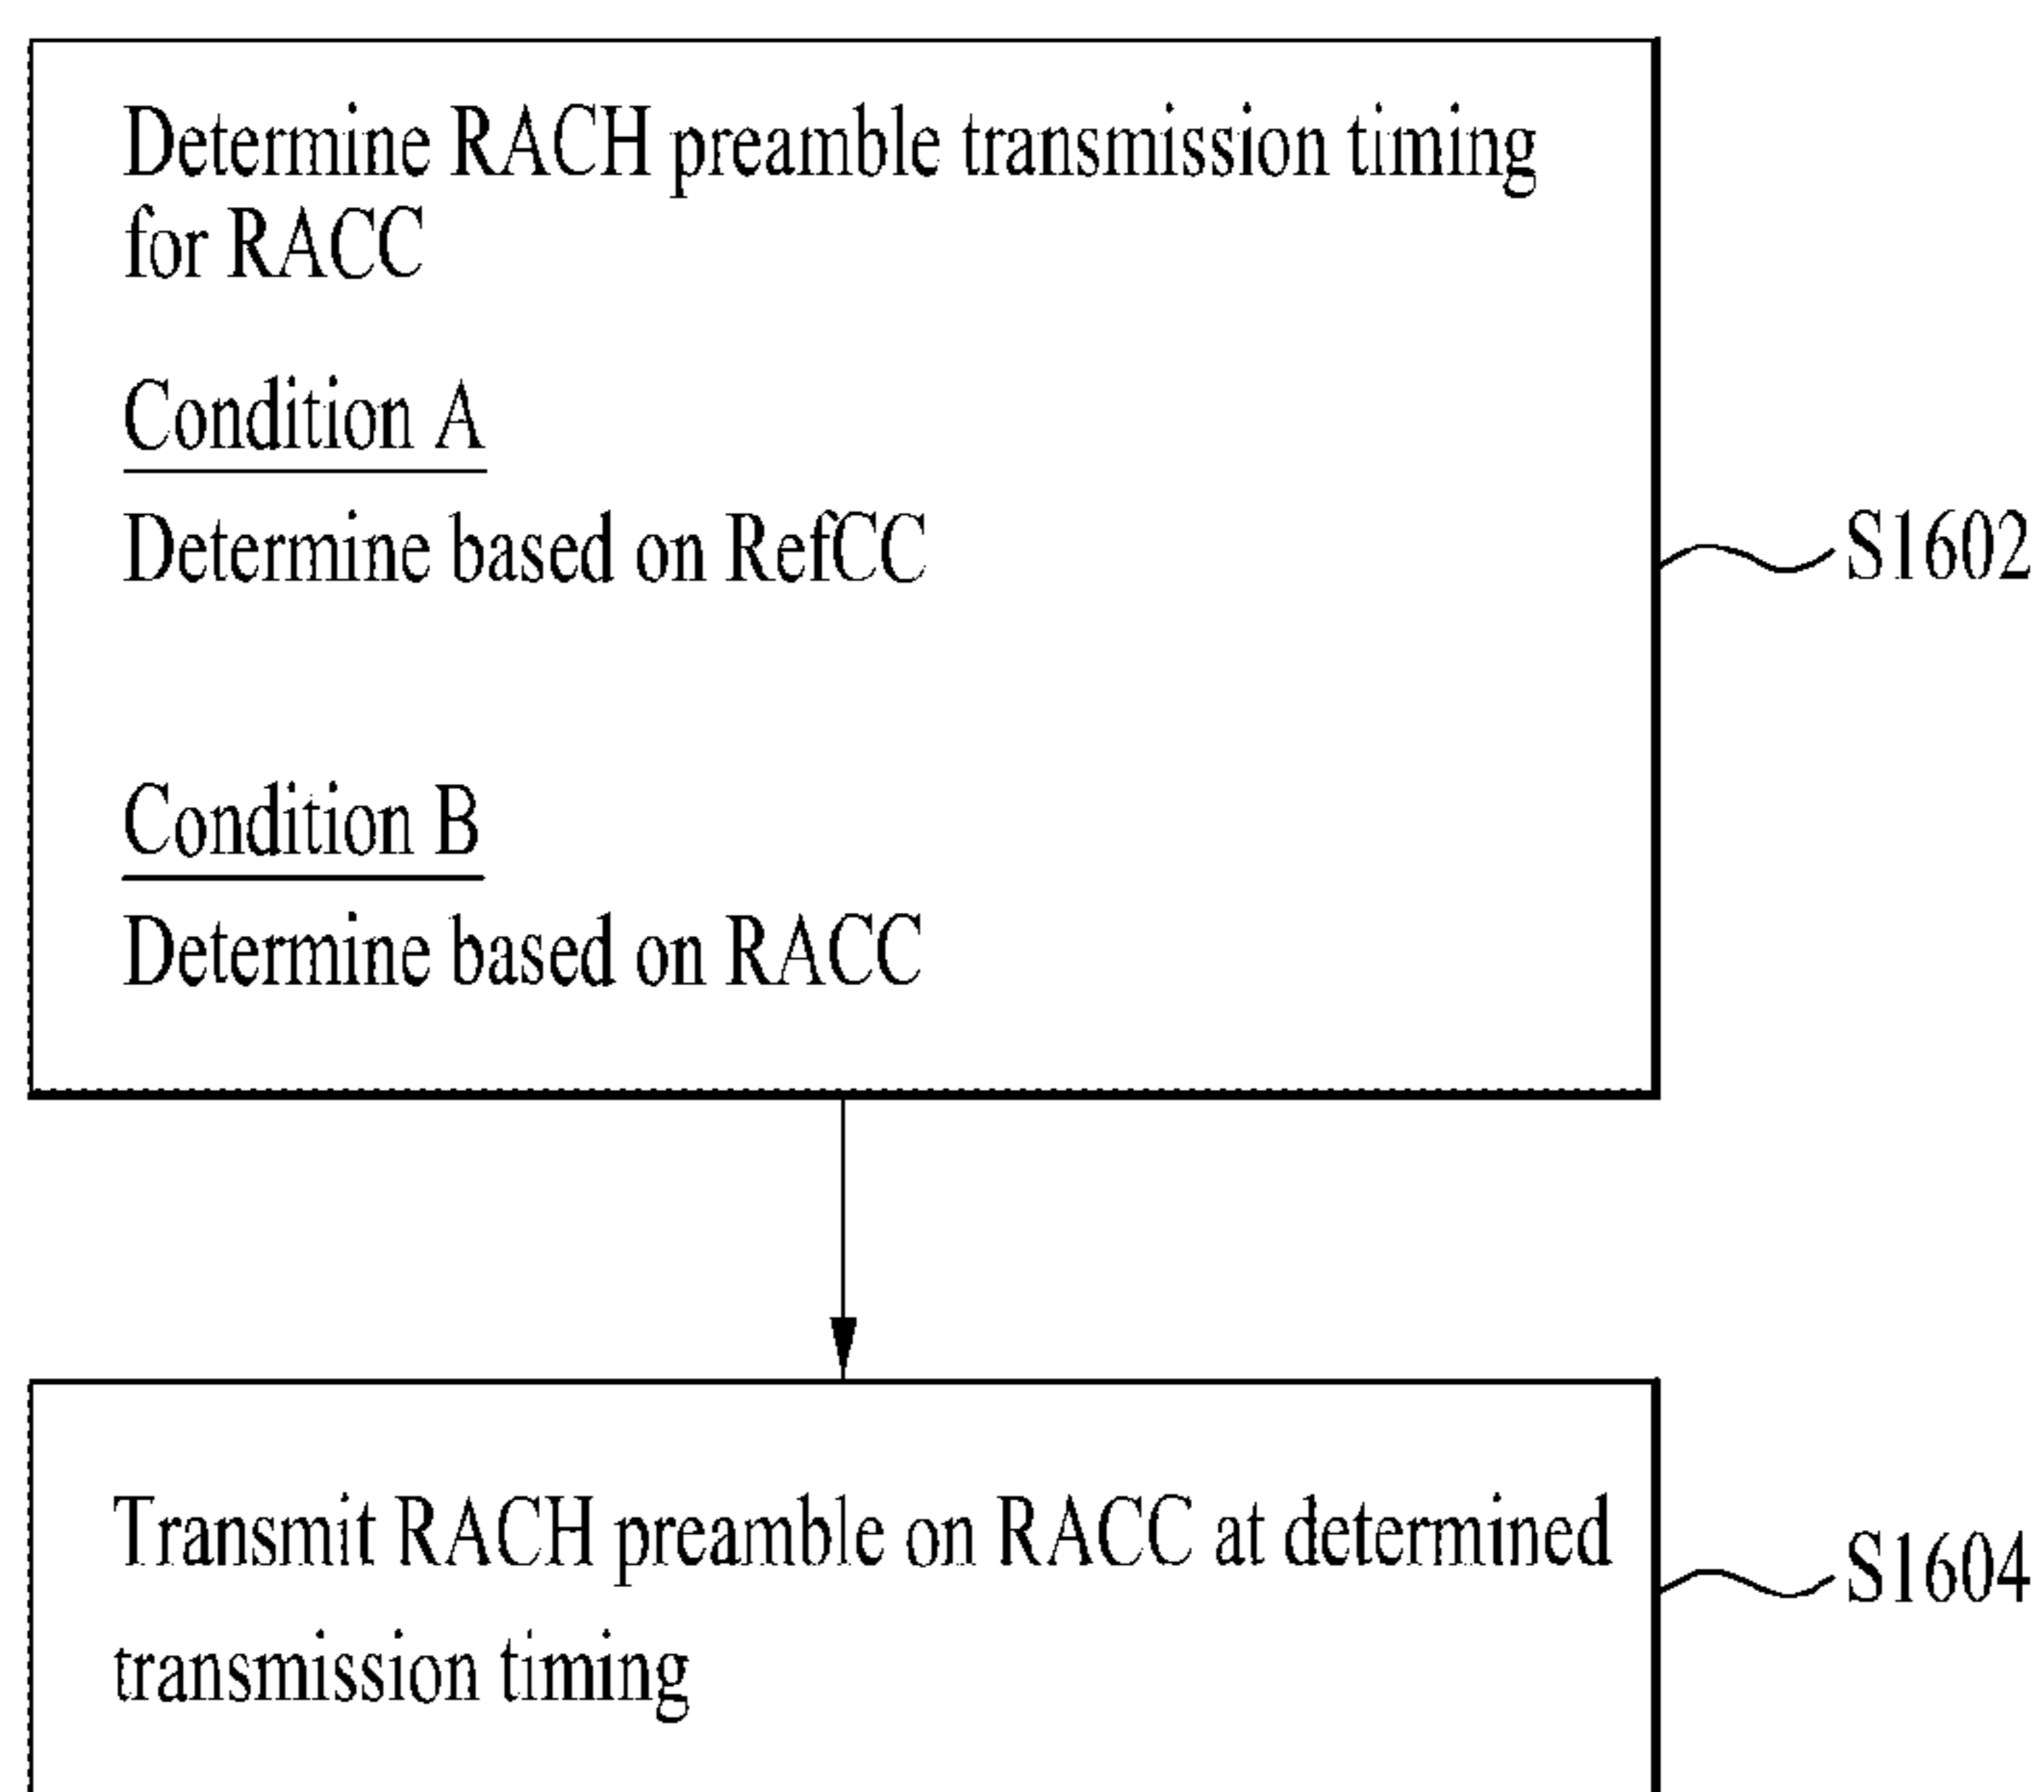 Determine RACH preamble transmission timing
for RACC
Condition A
Determine based on RefCC
S1602
Condition B
Determine based on RACC
Transmit RACH preamble on RACC at determined
S1604
transmission timing